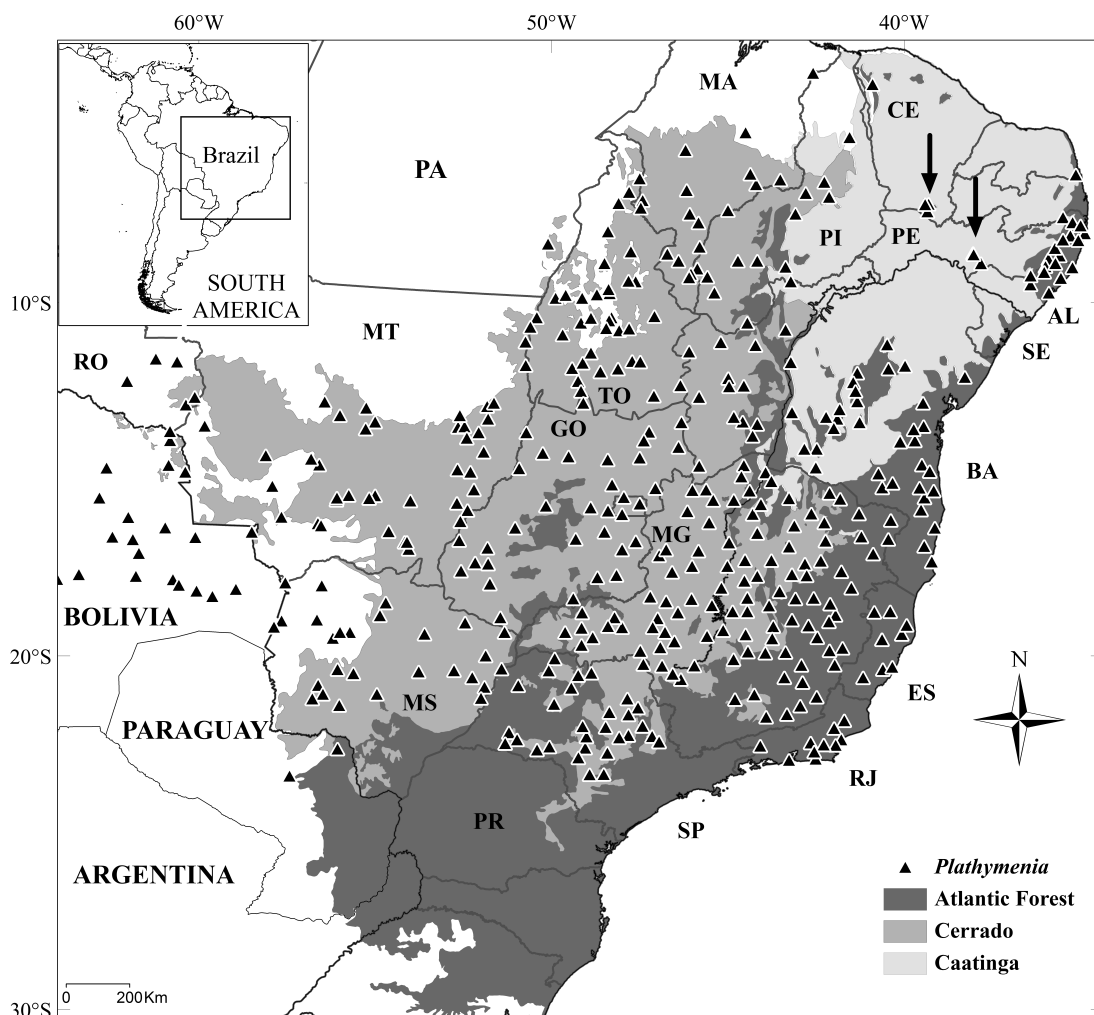 60°W 50°W 40°W
MA
CE
Brazil
PA
PI
PE
SOUTH
AMERICA
10°S
AL
MT
SE
RO
TO
GO
BA
MG
BOLIVIA
20°S
N
ES
MS
PARAGUAY
RJ
PR
SP
ARGENTINA
Plathymenia
Atlantic Forest
Cerrado
Caatinga
0 200Km
30°S